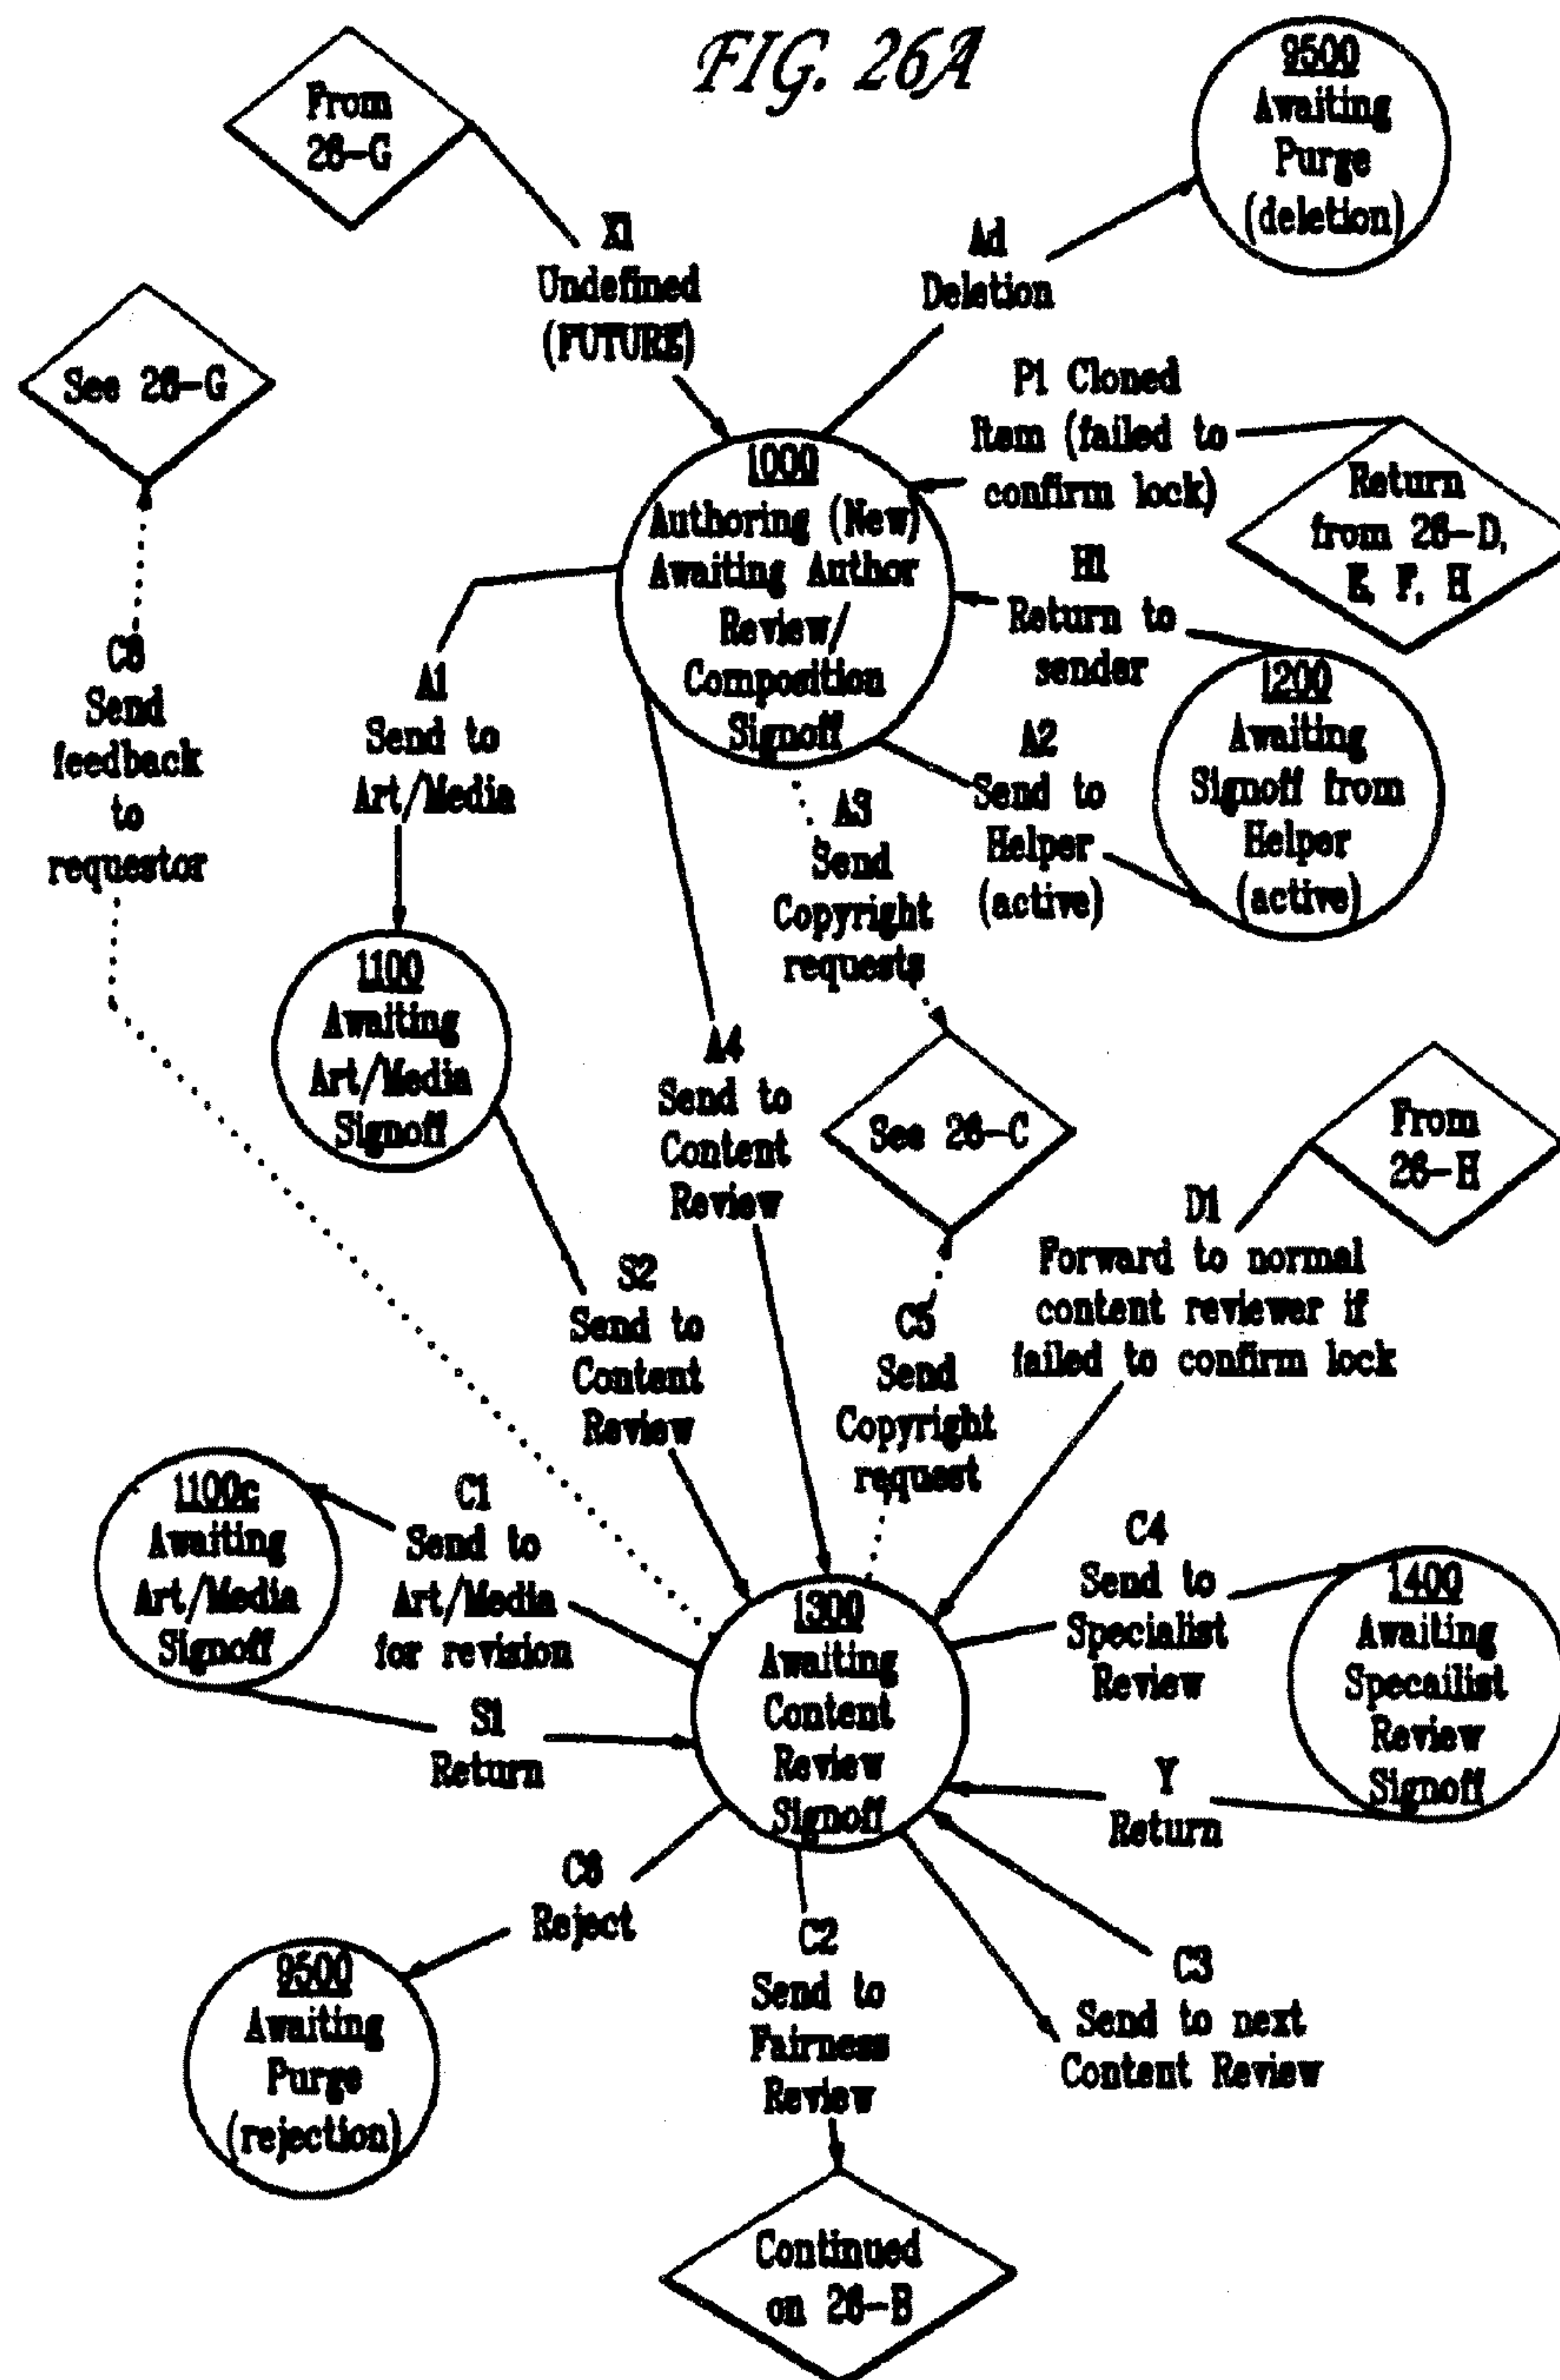 FIG. 26A
From
26-G
9500
Awaiting
Purge
(deletion)
X1
Undefined
(FUTURE)
Ad
Deletion
See 26-G
P1 Cloned
Item (failed to
confirm lock)
Return
from 26-D,
E, F, H
1000
Authoring (New)
Awaiting Author
Review/
Composition
Signoff
H1
Return to
sender
1200
Awaiting
Signoff from
Helper
(active)
A1
Send to
Art/Media
A2
Send to
Helper
(active)
Send
feedback
to
requestor
A3
Send
Copyright
requests
1100
Awaiting
Art/Media
Signoff
A4
Send to
Content
Review
See 26-C
From
26-H
D1
Forward to normal
content reviewer if
failed to confirm lock
S2
Send to
Content
Review
C5
Send
Copyright
request
1100c
Awaiting
Art/Media
Signoff
C1
Send to
Art/Media
for revision
S1
Return
1300
Awaiting
Content
Review
Signoff
C4
Send to
Specialist
Review
1400
Awaiting
Specailist
Review
Signoff
Y
Return
C6
Reject
9500
Awaiting
Purge
(rejection)
C2
Send to
Fairness
Review
C3
Send to next
Content Review
Continued
on 26-B